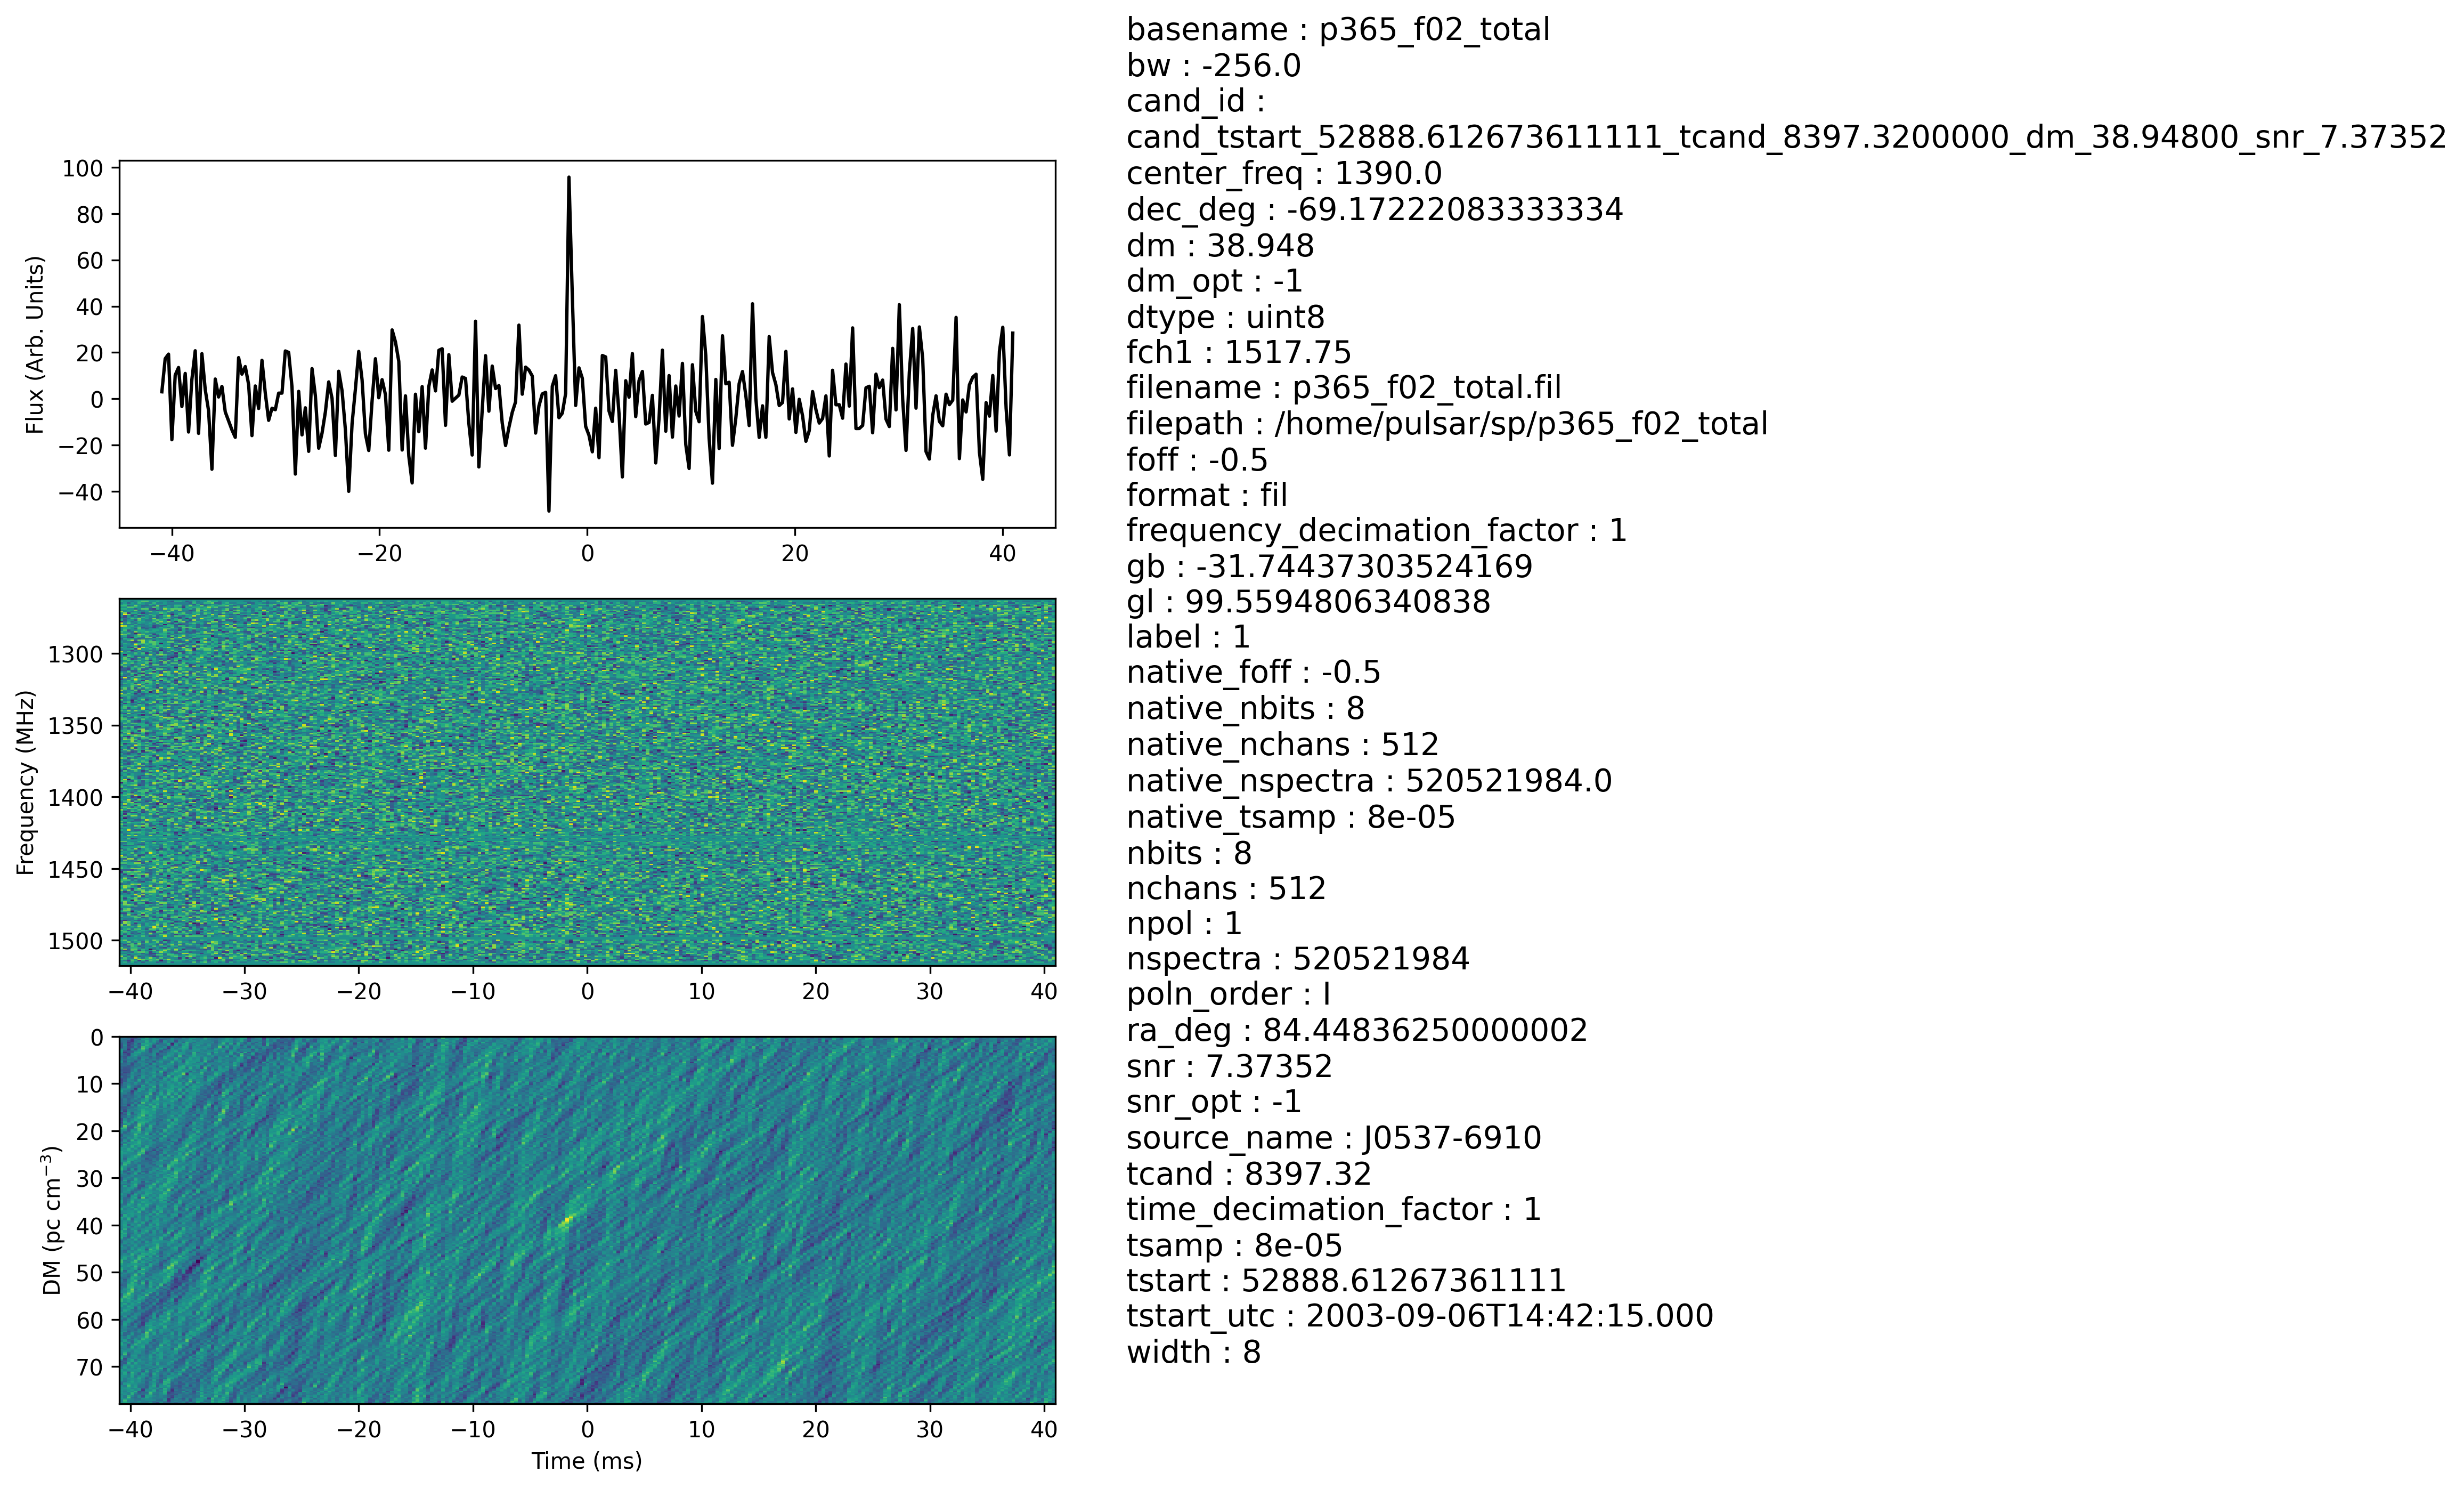 basename : p365_f02_total
bw : -256.0
cand_id :
cand_tstart_52888.612673611111_tcand_8397.3200000_dm_38.94800_snr_7.37352
center_freq : 1390.0
dec_deg : -69.17222083333334
dm : 38.948
dm_opt : -1
dtype : uint8
fch1 : 1517.75
filename : p365_f02_total.fil
filepath : /home/pulsar/sp/p365_f02_total
foff : -0.5
format : fil
frequency_decimation_factor : 1
gb : -31.74437303524169
gl : 99.5594806340838
label : 1
native_foff : -0.5
native_nbits : 8
native_nchans : 512
native_nspectra : 520521984.0
native_tsamp : 8e-05
nbits : 8
nchans : 512
npol : 1
nspectra : 520521984
poln_order : I
ra_deg : 84.44836250000002
snr : 7.37352
snr_opt : -1
source_name : J0537-6910
tcand : 8397.32
time_decimation_factor : 1
tsamp : 8e-05
tstart : 52888.61267361111
tstart_utc : 2003-09-06T14:42:15.000
width : 8
Flux (Arb. Units)
100
80
60
40
20
0
−20
−40
−40 −20 0 20 40
Frequency (MHz)
1300
1350
1400
1450
1500
−40 −30 −20 −10 0 10 20 30 40
DM (pc cm⁻³)
0
10
20
30
40
50
60
70
−40 −30 −20 −10 0 10 20 30 40
Time (ms)